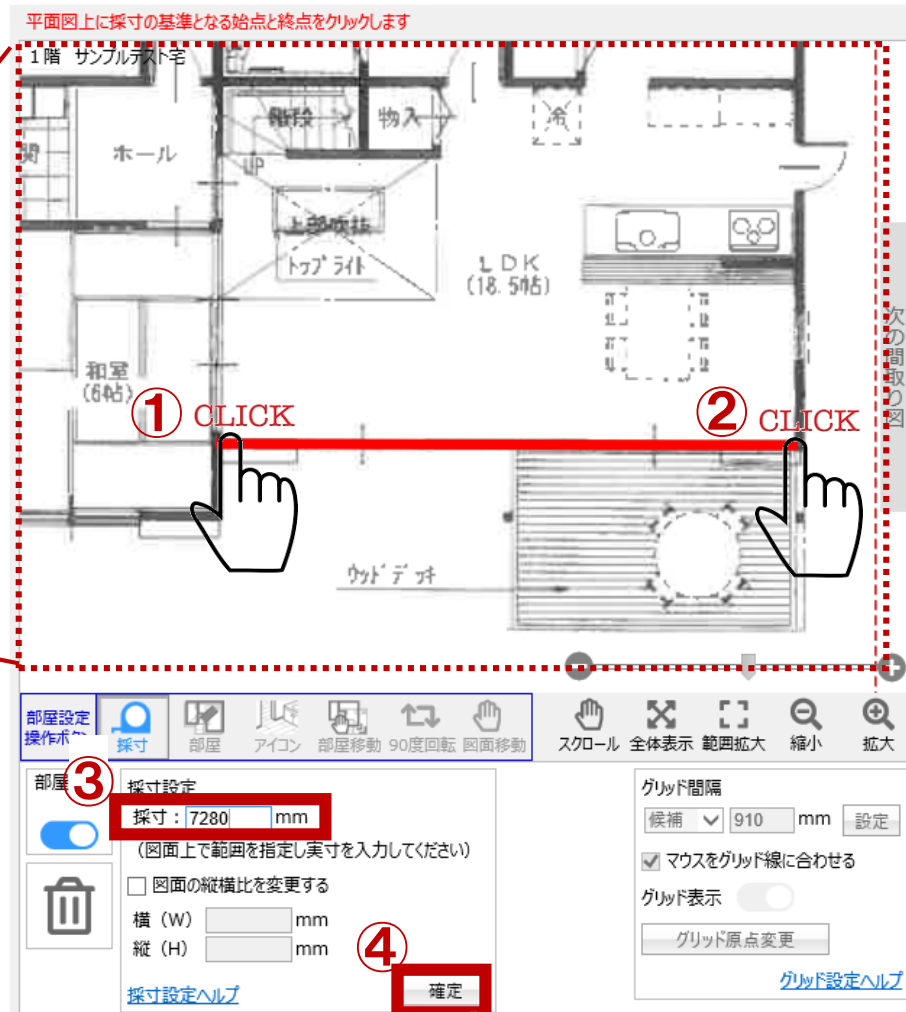 平面図上に採寸の基準となる始点と終点をクリックします
1階 サンプルテスト宅
階段
物入
冷
関
ホール
UP
上部吹抜
トップライト
LDK
(18.5帖)
次の間取り図
和室
(6帖)
① CLICK
② CLICK
ウッドデッキ
部屋設定
操作ボタン
採寸
部屋
アイコン
部屋移動
90度回転
図面移動
スクロール
全体表示
範囲拡大
縮小
拡大
部屋
③
採寸設定
採寸：7280 mm
(図面上で範囲を指定し実寸を入力してください)
図面の縦横比を変更する
横（W） mm
縦（H） mm
④
採寸設定ヘルプ
確定
グリッド間隔
候補 910 mm 設定
マウスをグリッド線に合わせる
グリッド表示
グリッド原点変更
グリッド設定ヘルプ